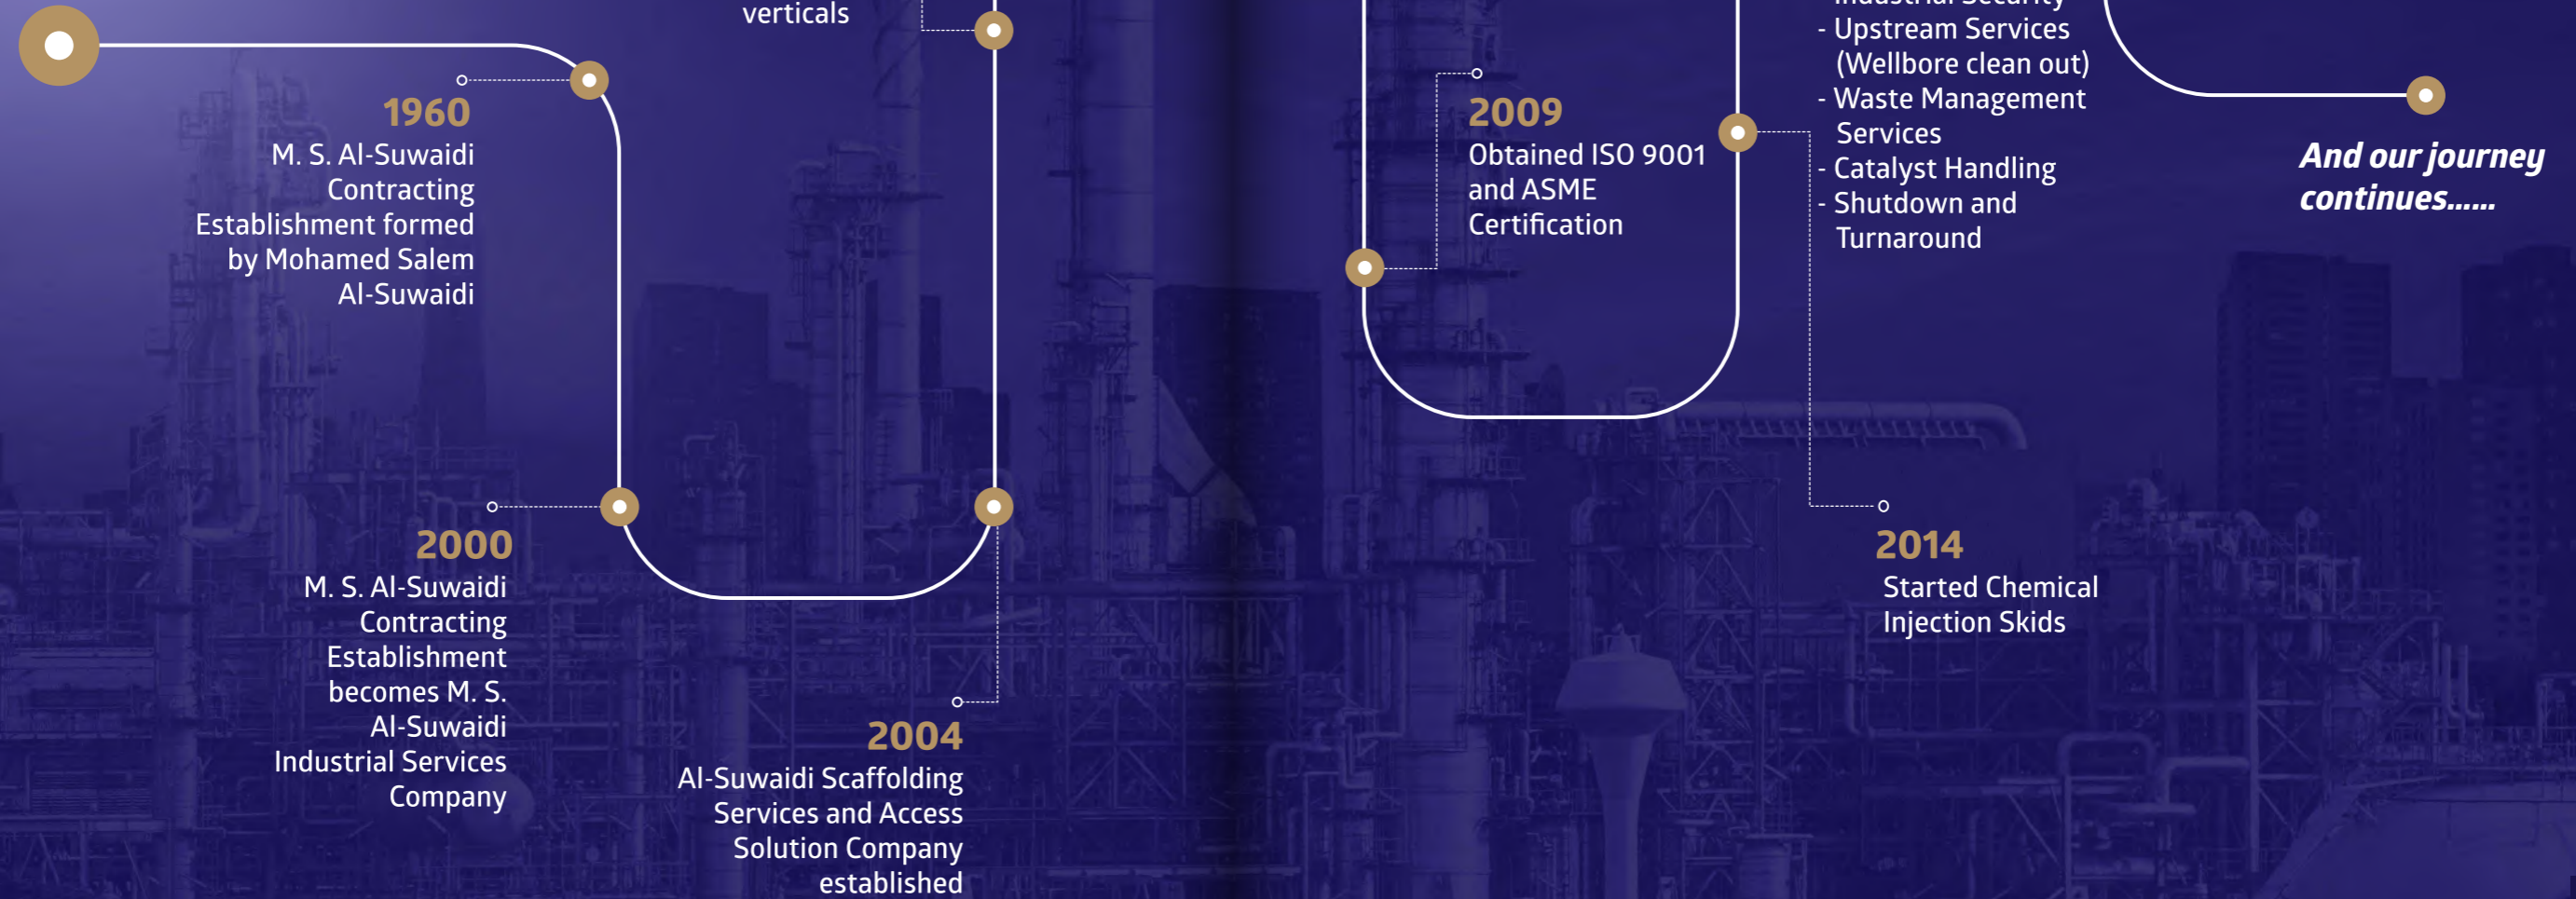 verticals
1960
M. S. Al-Suwaidi
Contracting
Establishment formed
by Mohamed Salem
Al-Suwaidi
2000
M. S. Al-Suwaidi
Contracting
Establishment
becomes M. S.
Al-Suwaidi
Industrial Services
Company
2004
Al-Suwaidi Scaffolding
Services and Access
Solution Company
established
2009
Obtained ISO 9001
and ASME
Certification
Industrial Security
- Upstream Services
(Wellbore clean out)
- Waste Management
Services
- Catalyst Handling
- Shutdown and
Turnaround
2014
Started Chemical
Injection Skids
And our journey
continues......